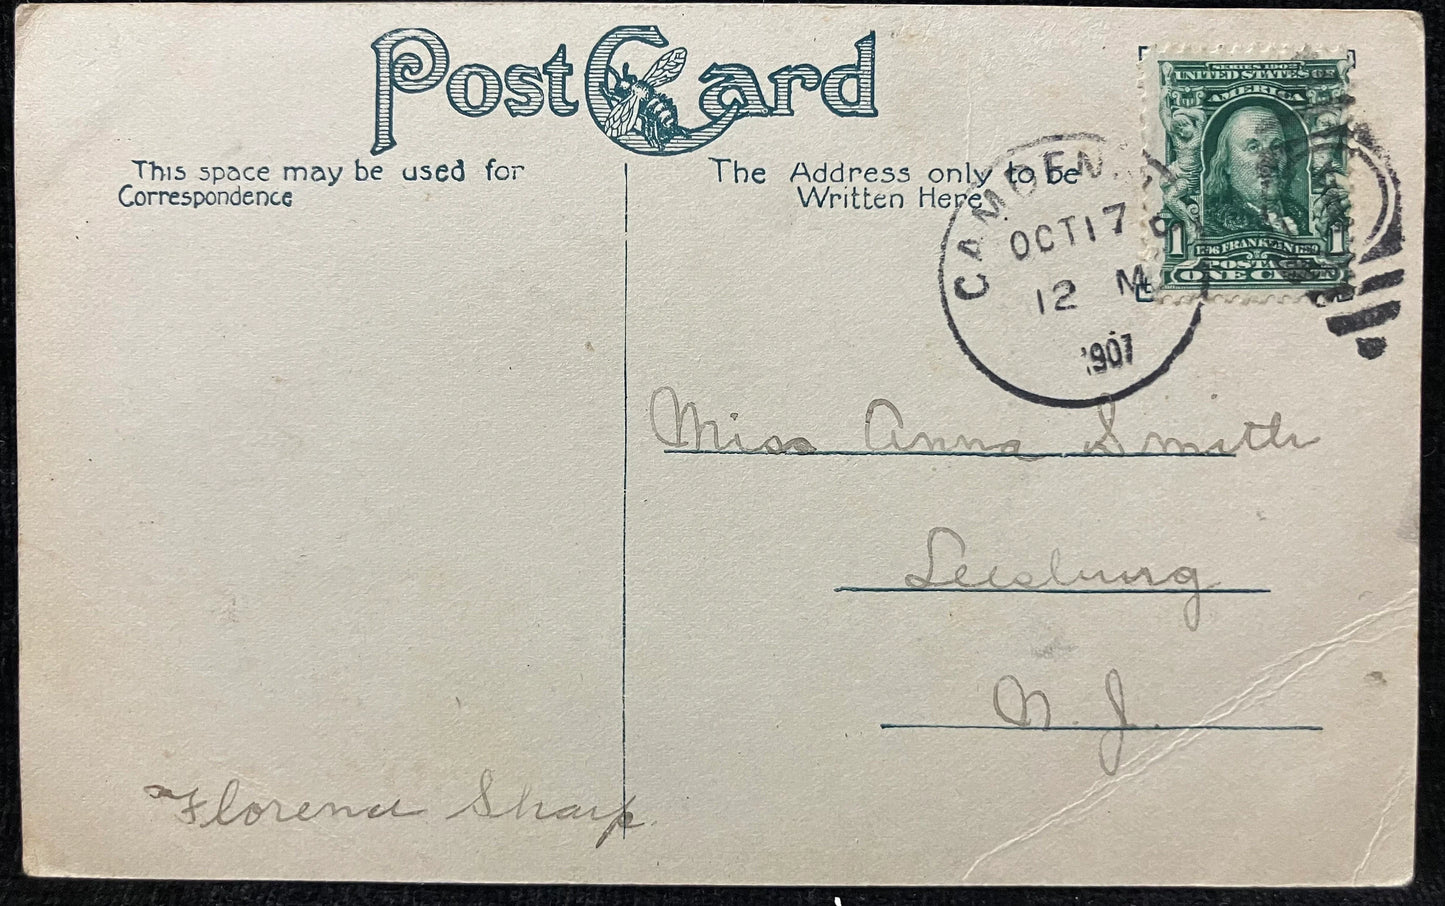 Post Card
This space may be used for
Correspondence
The Address only to be
Written Here
CAMDEN, N.J.
OCT 17
12 M
1907
SERIES 1902
UNITED STATES OF
AMERICA
1 1
1706 FRANKLIN 1790
POSTAGE
ONE CENT
Miss Anna Smith
Leesburg
N. J.
Florence Sharp